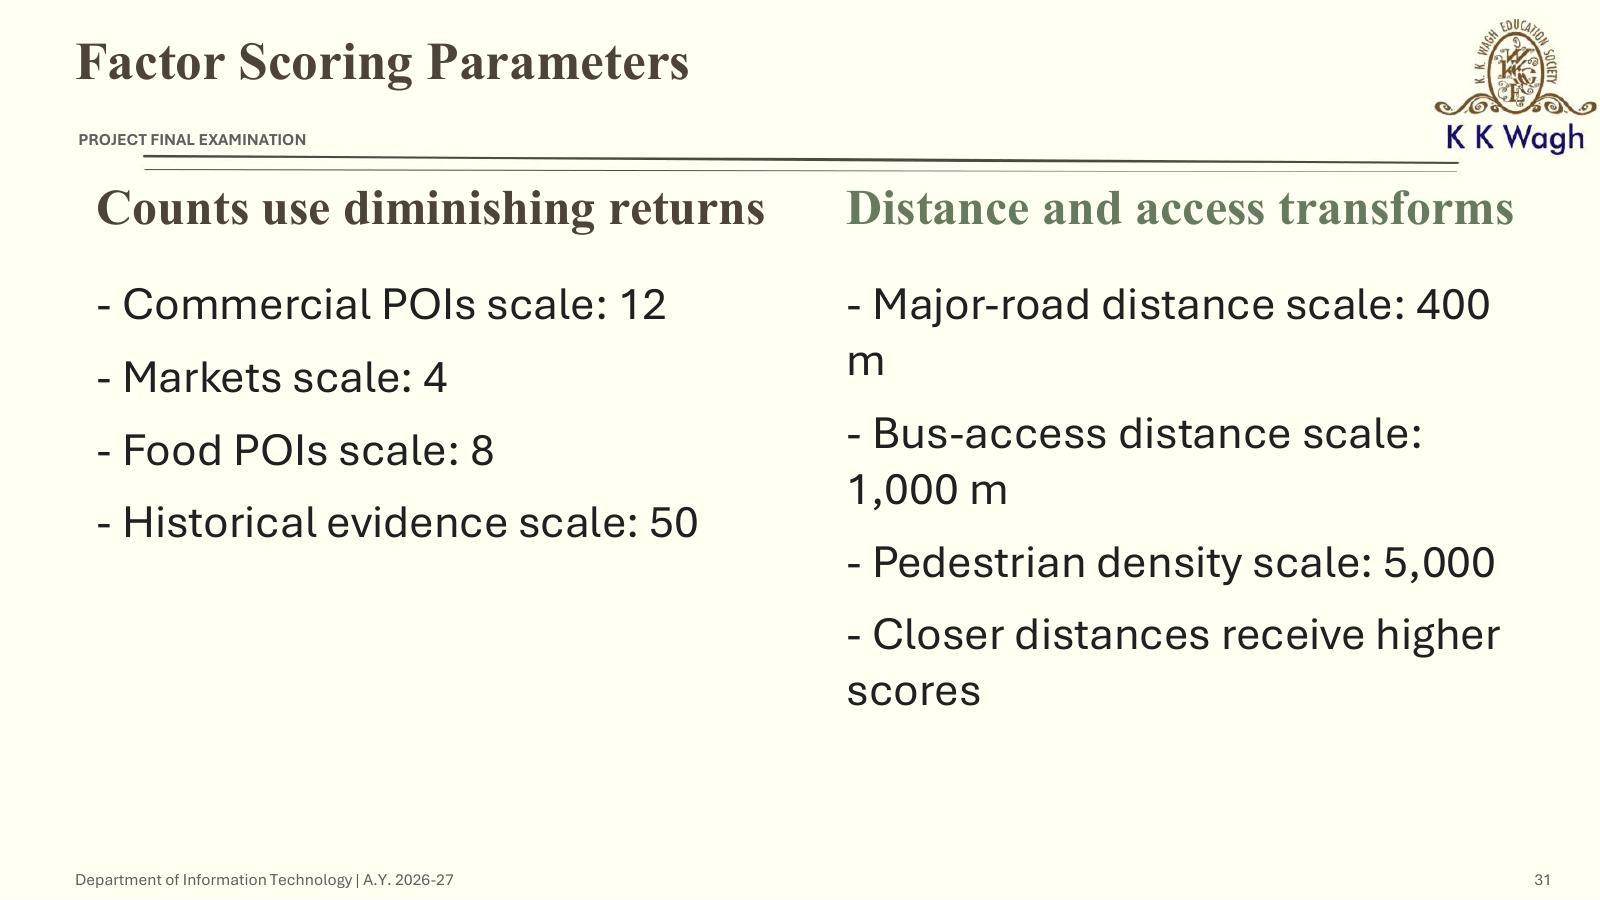 Factor Scoring Parameters
K. K. WAGH EDUCATION SOCIETY
K K Wagh
PROJECT FINAL EXAMINATION
Counts use diminishing returns
- Commercial POIs scale: 12
- Markets scale: 4
- Food POIs scale: 8
- Historical evidence scale: 50
Distance and access transforms
- Major-road distance scale: 400
m
- Bus-access distance scale:
1,000 m
- Pedestrian density scale: 5,000
- Closer distances receive higher
scores
Department of Information Technology | A.Y. 2026-27
31